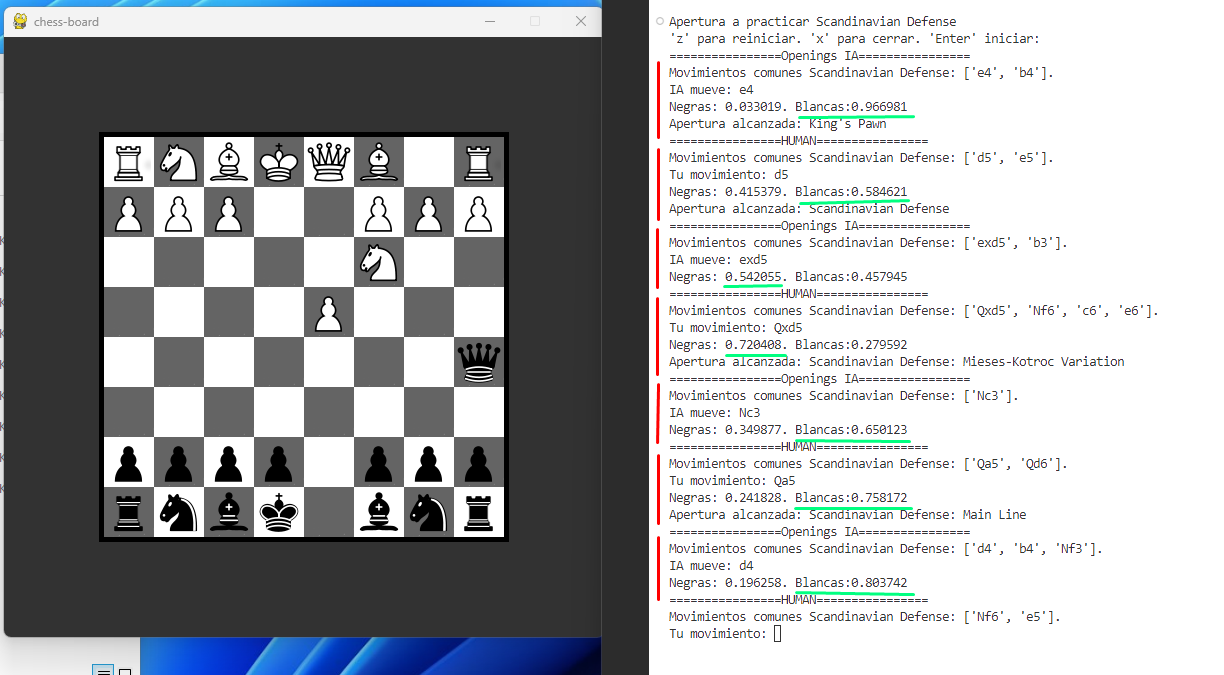 chess-board
Apertura a practicar Scandinavian Defense
'z' para reiniciar. 'x' para cerrar. 'Enter' iniciar:
================Openings IA================
Movimientos comunes Scandinavian Defense: ['e4', 'b4'].
IA mueve: e4
Negras: 0.033019. Blancas:0.966981
Apertura alcanzada: King's Pawn
================HUMAN================
Movimientos comunes Scandinavian Defense: ['d5', 'e5'].
Tu movimiento: d5
Negras: 0.415379. Blancas:0.584621
Apertura alcanzada: Scandinavian Defense
================Openings IA================
Movimientos comunes Scandinavian Defense: ['exd5', 'b3'].
IA mueve: exd5
Negras: 0.542055. Blancas:0.457945
================HUMAN================
Movimientos comunes Scandinavian Defense: ['Qxd5', 'Nf6', 'c6', 'e6'].
Tu movimiento: Qxd5
Negras: 0.720408. Blancas:0.279592
Apertura alcanzada: Scandinavian Defense: Mieses-Kotroc Variation
================Openings IA================
Movimientos comunes Scandinavian Defense: ['Nc3'].
IA mueve: Nc3
Negras: 0.349877. Blancas:0.650123
================HUMAN================
Movimientos comunes Scandinavian Defense: ['Qa5', 'Qd6'].
Tu movimiento: Qa5
Negras: 0.241828. Blancas:0.758172
Apertura alcanzada: Scandinavian Defense: Main Line
================Openings IA================
Movimientos comunes Scandinavian Defense: ['d4', 'b4', 'Nf3'].
IA mueve: d4
Negras: 0.196258. Blancas:0.803742
================HUMAN================
Movimientos comunes Scandinavian Defense: ['Nf6', 'e5'].
Tu movimiento: